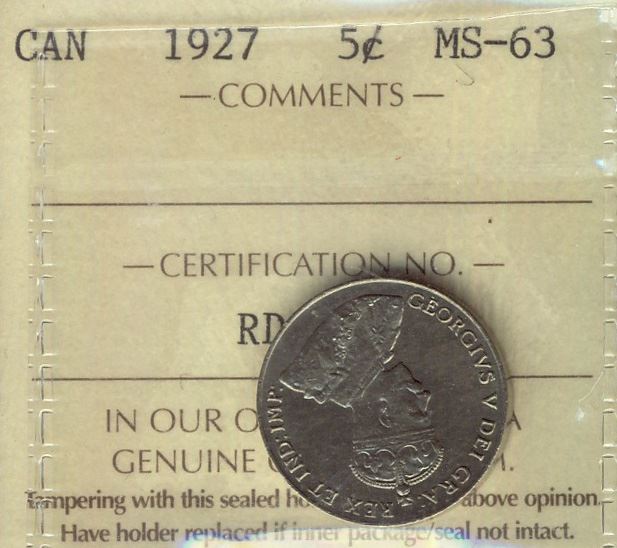 CAN 1927 5¢ MS-63
— COMMENTS —
— CERTIFICATION NO. —
RD
IN OUR O A
GENUINE
Tampering with this sealed above opinion.
Have holder replaced if inner package/seal not intact.
GEORGIVS V DEI GRA: REX ET IND:IMP: